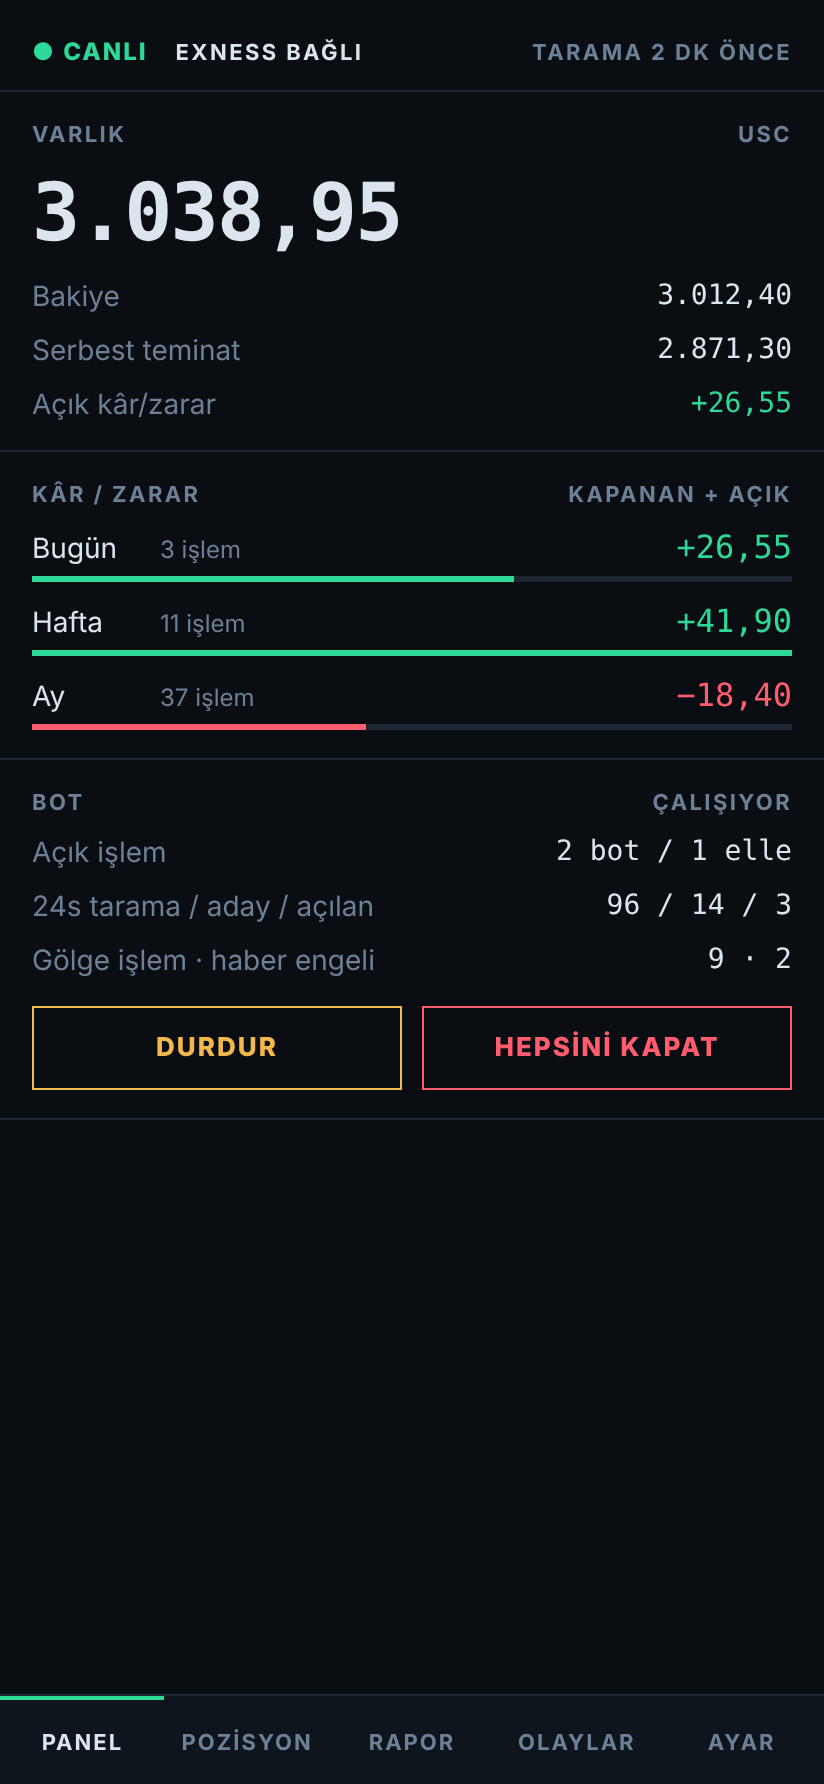 CANLI EXNESS BAĞLI TARAMA 2 DK ÖNCE
VARLIK USC
3.038,95
Bakiye 3.012,40
Serbest teminat 2.871,30
Açık kâr/zarar +26,55
KÂR / ZARAR KAPANAN + AÇIK
Bugün 3 işlem +26,55
Hafta 11 işlem +41,90
Ay 37 işlem −18,40
BOT ÇALIŞIYOR
Açık işlem 2 bot / 1 elle
24s tarama / aday / açılan 96 / 14 / 3
Gölge işlem · haber engeli 9 · 2
DURDUR HEPSİNİ KAPAT
PANEL POZİSYON RAPOR OLAYLAR AYAR